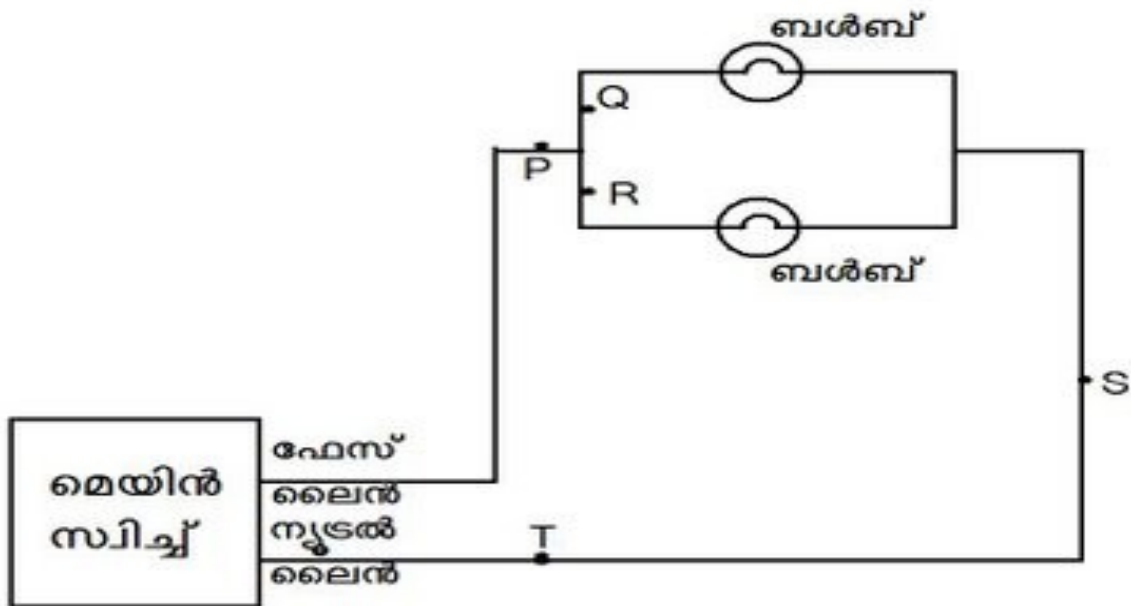 ബൾബ്
Q
P
R
ബൾബ്
S
ഫേസ്
ലൈൻ
മെയിൻ
സ്വിച്ച്
ന്യൂട്രൽ
ലൈൻ
T